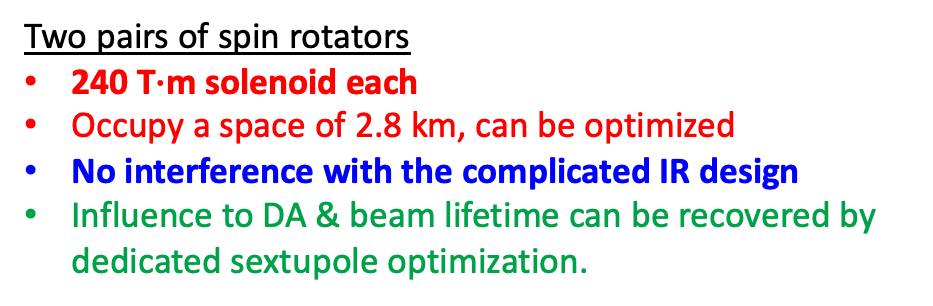 Two pairs of spin rotators
• 240 T·m solenoid each
• Occupy a space of 2.8 km, can be optimized
• No interference with the complicated IR design
• Influence to DA & beam lifetime can be recovered by
dedicated sextupole optimization.